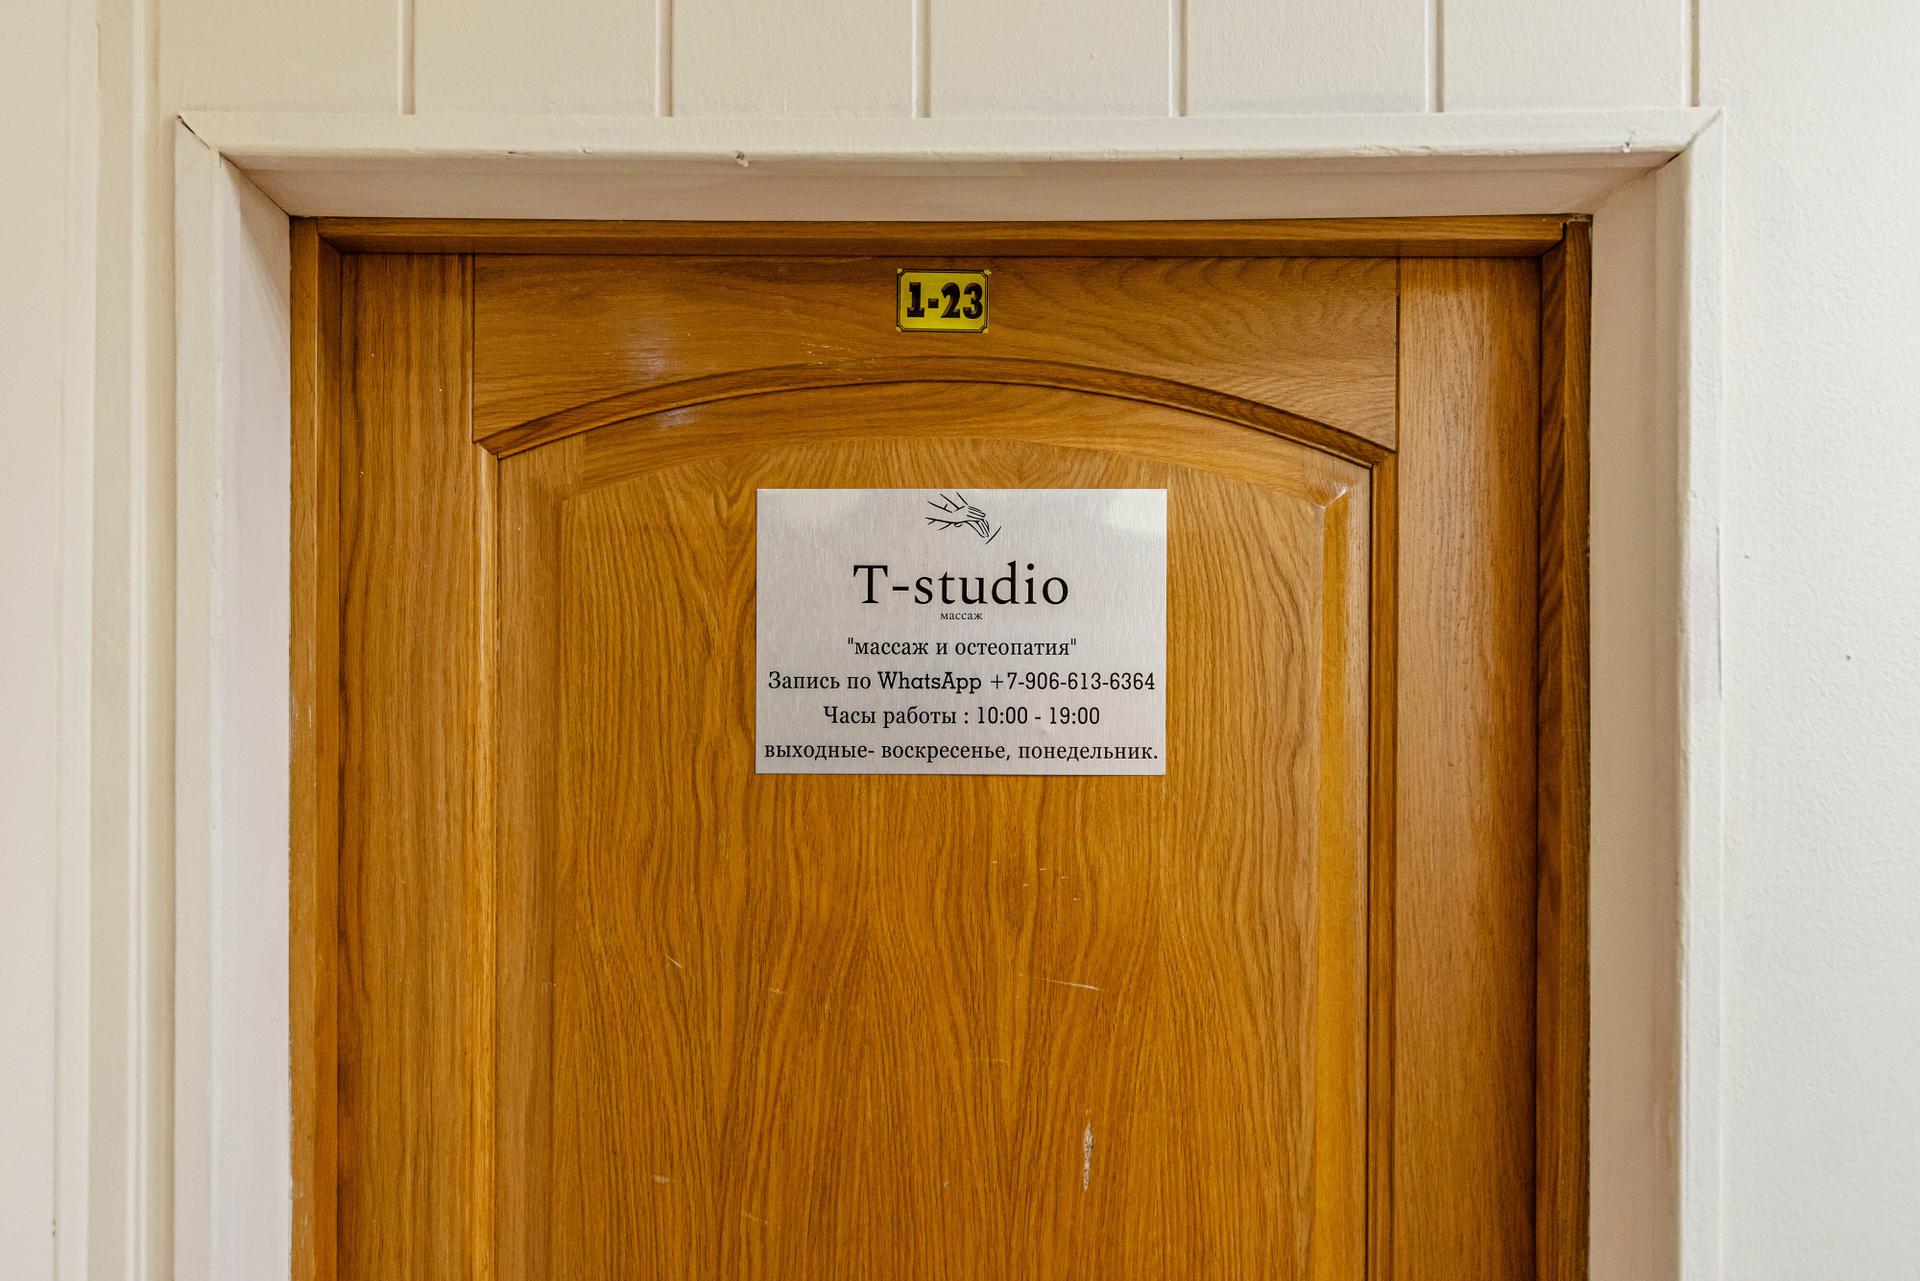 1-23
T-studio
массаж
"массаж и остеопатия"
Запись по WhatsApp +7-906-613-6364
Часы работы : 10:00 - 19:00
выходные- воскресенье, понедельник.